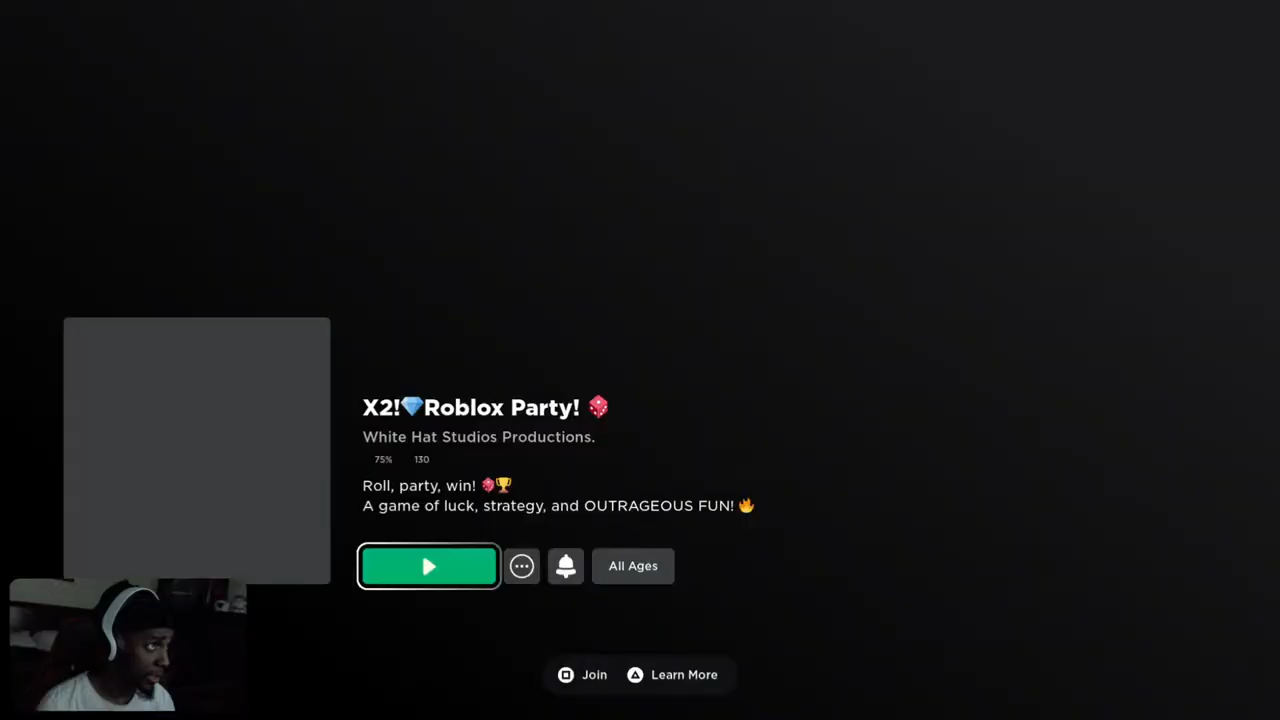 X2!💎Roblox Party! 🎲
White Hat Studios Productions.
75% 130
Roll, party, win! 🎲🏆
A game of luck, strategy, and OUTRAGEOUS FUN! 🔥
All Ages
Join Learn More